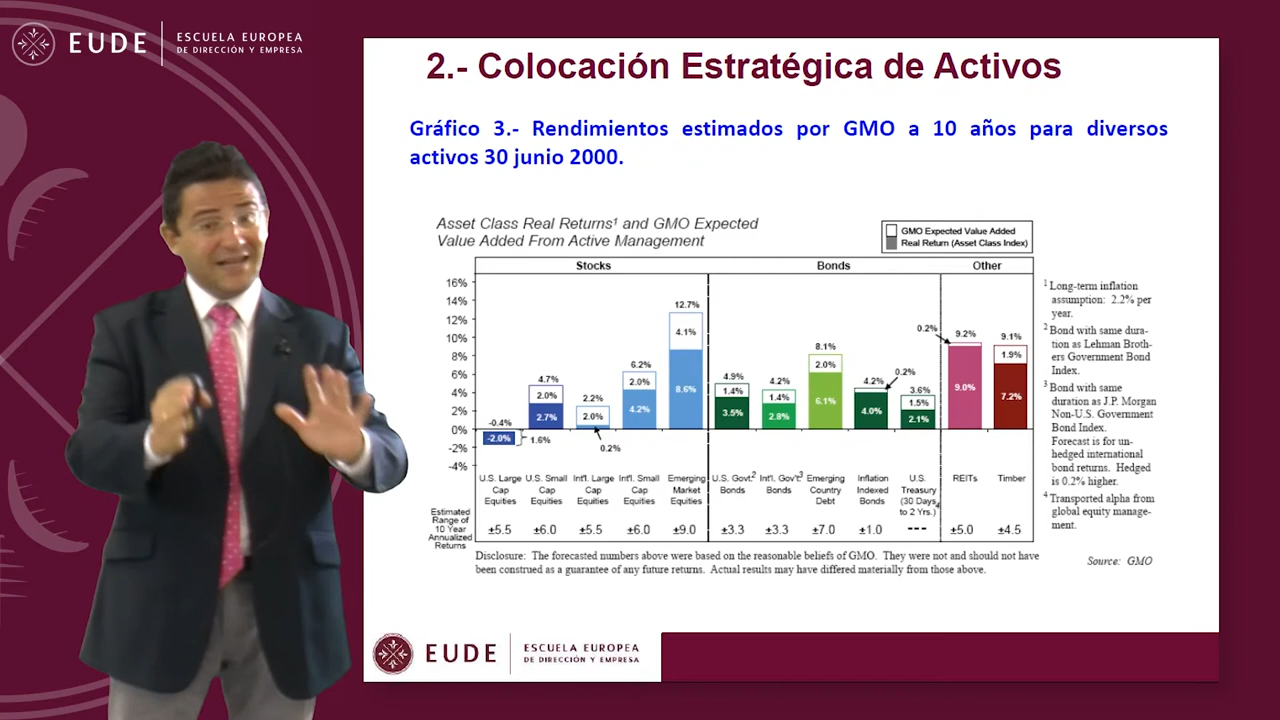 EUDE
ESCUELA EUROPEA
DE DIRECCIÓN Y EMPRESA
2.- Colocación Estratégica de Activos
Gráfico 3.- Rendimientos estimados por GMO a 10 años para diversos
activos 30 junio 2000.
Asset Class Real Returns¹ and GMO Expected
Value Added From Active Management
GMO Expected Value Added
Real Return (Asset Class Index)
Stocks
Bonds
Other
16%
14%
12%
10%
8%
6%
4%
2%
0%
-2%
-4%
-0.4%
-2.0%
1.6%
4.7%
2.0%
2.7%
2.2%
2.0%
0.2%
6.2%
2.0%
4.2%
12.7%
4.1%
8.6%
4.9%
1.4%
3.5%
4.2%
1.4%
2.8%
8.1%
2.0%
6.1%
4.2%
0.2%
4.0%
3.6%
1.5%
2.1%
0.2%
9.2%
9.0%
9.1%
1.9%
7.2%
U.S. Large
Cap
Equities
U.S. Small
Cap
Equities
Int'l. Large
Cap
Equities
Int'l. Small
Cap
Equities
Emerging
Market
Equities
U.S. Govt.²
Bonds
Int'l. Gov't.³
Bonds
Emerging
Country
Debt
Inflation
Indexed
Bonds
U.S.
Treasury
(30 Days
to 2 Yrs.)⁴
REITs
Timber
Estimated
Range of
10 Year
Annualized
Returns
±5.5
±6.0
±5.5
±6.0
±9.0
±3.3
±3.3
±7.0
±1.0
---
±5.0
±4.5
¹ Long-term inflation
assumption: 2.2% per
year.
² Bond with same dura-
tion as Lehman Broth-
ers Government Bond
Index.
³ Bond with same
duration as J.P. Morgan
Non-U.S. Government
Bond Index.
Forecast is for un-
hedged international
bond returns. Hedged
is 0.2% higher.
⁴ Transported alpha from
global equity manage-
ment.
Disclosure: The forecasted numbers above were based on the reasonable beliefs of GMO. They were not and should not have
been construed as a guarantee of any future returns. Actual results may have differed materially from those above.
Source: GMO
EUDE
ESCUELA EUROPEA
DE DIRECCIÓN Y EMPRESA